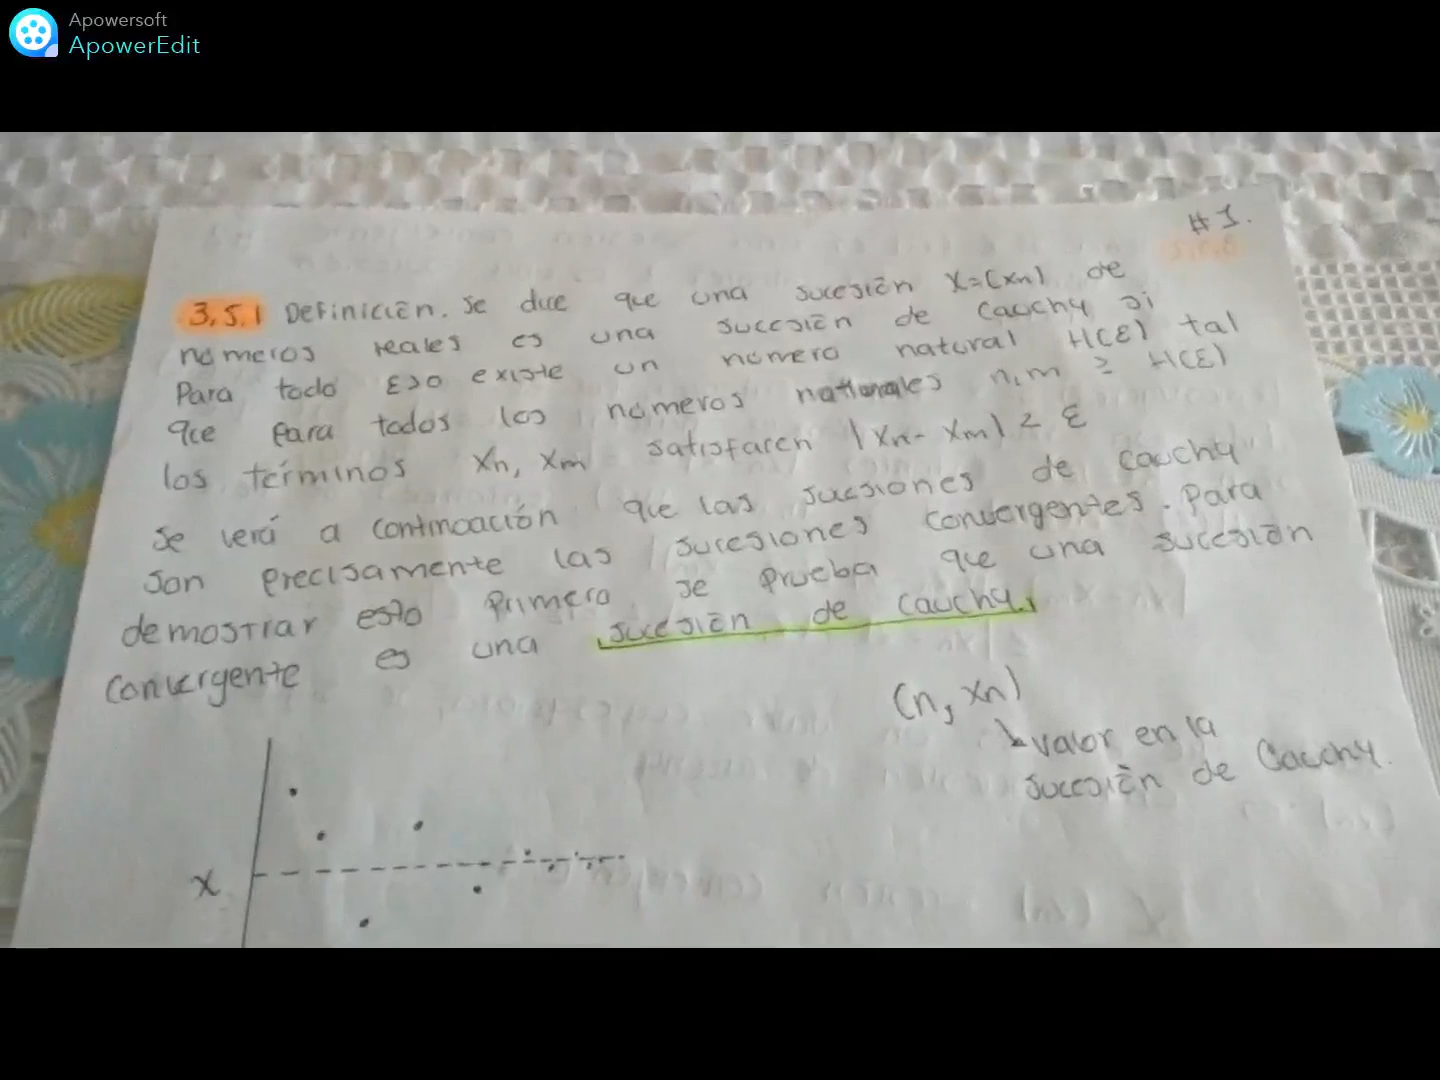 Apowersoft
ApowerEdit
#1.
3.5.1 Definición. Se dice que una sucesión X=(xn) de
números reales es una sucesión de Cauchy si
Para todo ε>0 existe un número natural H(ε) tal
que para todos los números naturales n,m ≥ H(ε)
los términos xn, xm satisfacen |xn-xm| < ε
Se verá a continuación que las sucsiones de Cauchy
son precisamente las sucesiones convergentes. Para
demostrar esto primero se prueba que una sucesión
convergente es una sucesión de Cauchy.
(n, xn)
↳valor en la
sucesión de Cauchy.
X